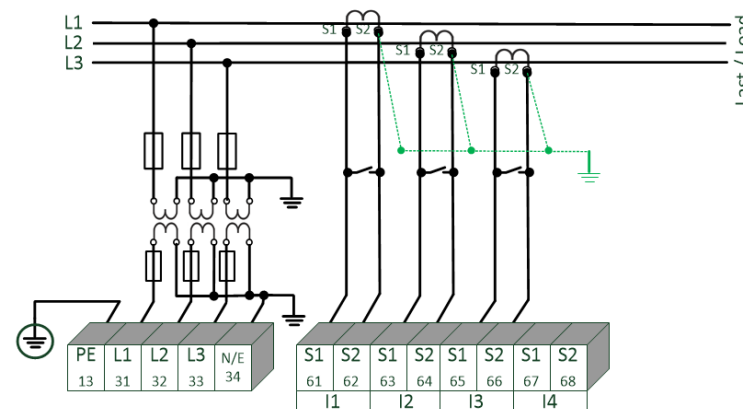 L1
L2
L3
S1 S2
S1 S2
S1 S2
Last / Load
PE L1 L2 L3 N/E
13 31 32 33 34
S1 S2 S1 S2 S1 S2 S1 S2
61 62 63 64 65 66 67 68
I1 I2 I3 I4